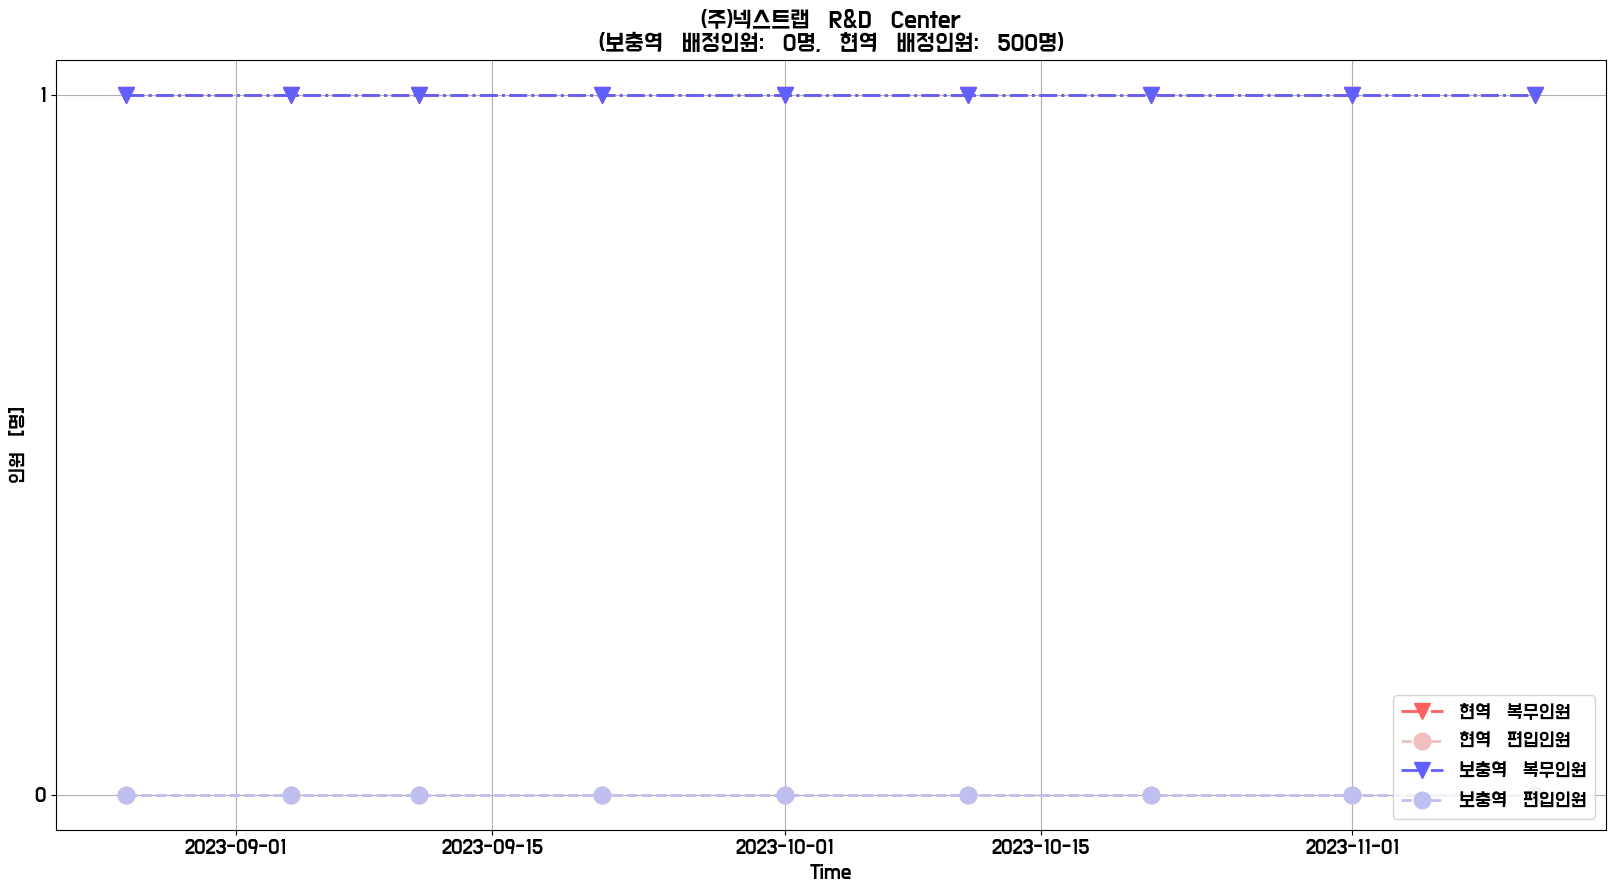 (주)넥스트랩 R&D Center
(보충역 배정인원: 0명, 현역 배정인원: 500명)
1
0
인원 [명]
현역 복무인원
현역 편입인원
보충역 복무인원
보충역 편입인원
2023-09-01
2023-09-15
2023-10-01
2023-10-15
2023-11-01
Time